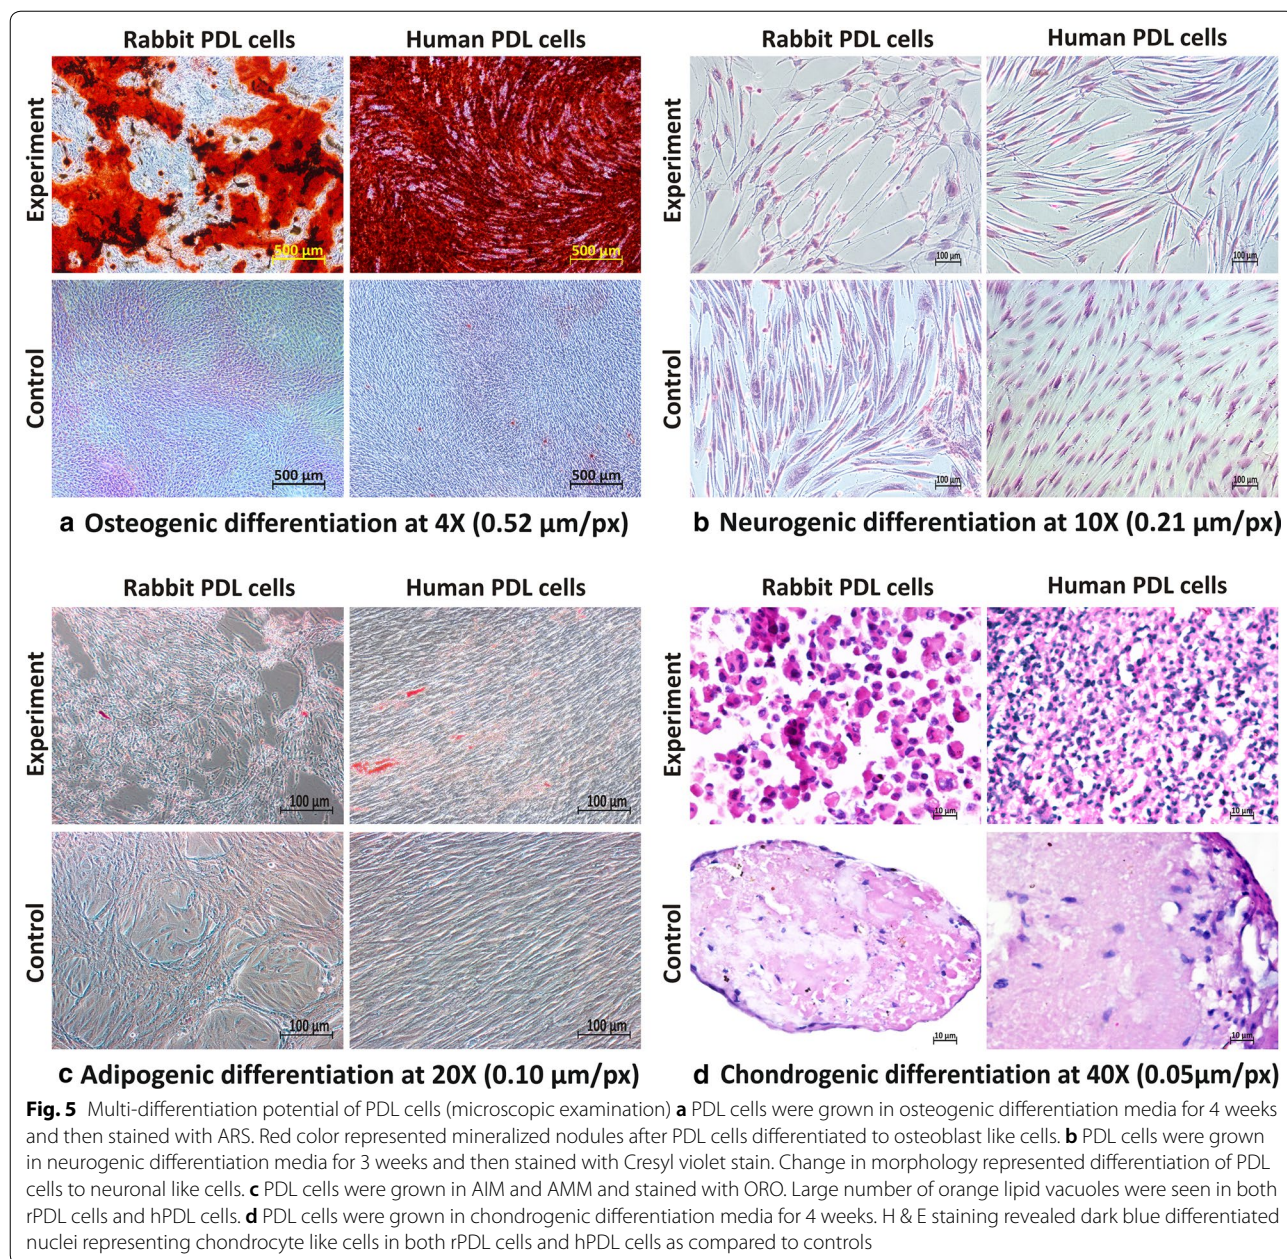 Rabbit PDL cells Human PDL cells
Experiment
500 µm
500 µm
Control
500 µm
500 µm
a Osteogenic differentiation at 4X (0.52 µm/px)
Rabbit PDL cells Human PDL cells
Experiment
100 µm
100 µm
Control
100 µm
100 µm
b Neurogenic differentiation at 10X (0.21 µm/px)
Rabbit PDL cells Human PDL cells
Experiment
100 µm
100 µm
Control
100 µm
100 µm
c Adipogenic differentiation at 20X (0.10 µm/px)
Rabbit PDL cells Human PDL cells
Experiment
10 µm
10 µm
Control
10 µm
10 µm
d Chondrogenic differentiation at 40X (0.05µm/px)
Fig. 5 Multi-differentiation potential of PDL cells (microscopic examination) a PDL cells were grown in osteogenic differentiation media for 4 weeks
and then stained with ARS. Red color represented mineralized nodules after PDL cells differentiated to osteoblast like cells. b PDL cells were grown
in neurogenic differentiation media for 3 weeks and then stained with Cresyl violet stain. Change in morphology represented differentiation of PDL
cells to neuronal like cells. c PDL cells were grown in AIM and AMM and stained with ORO. Large number of orange lipid vacuoles were seen in both
rPDL cells and hPDL cells. d PDL cells were grown in chondrogenic differentiation media for 4 weeks. H & E staining revealed dark blue differentiated
nuclei representing chondrocyte like cells in both rPDL cells and hPDL cells as compared to controls